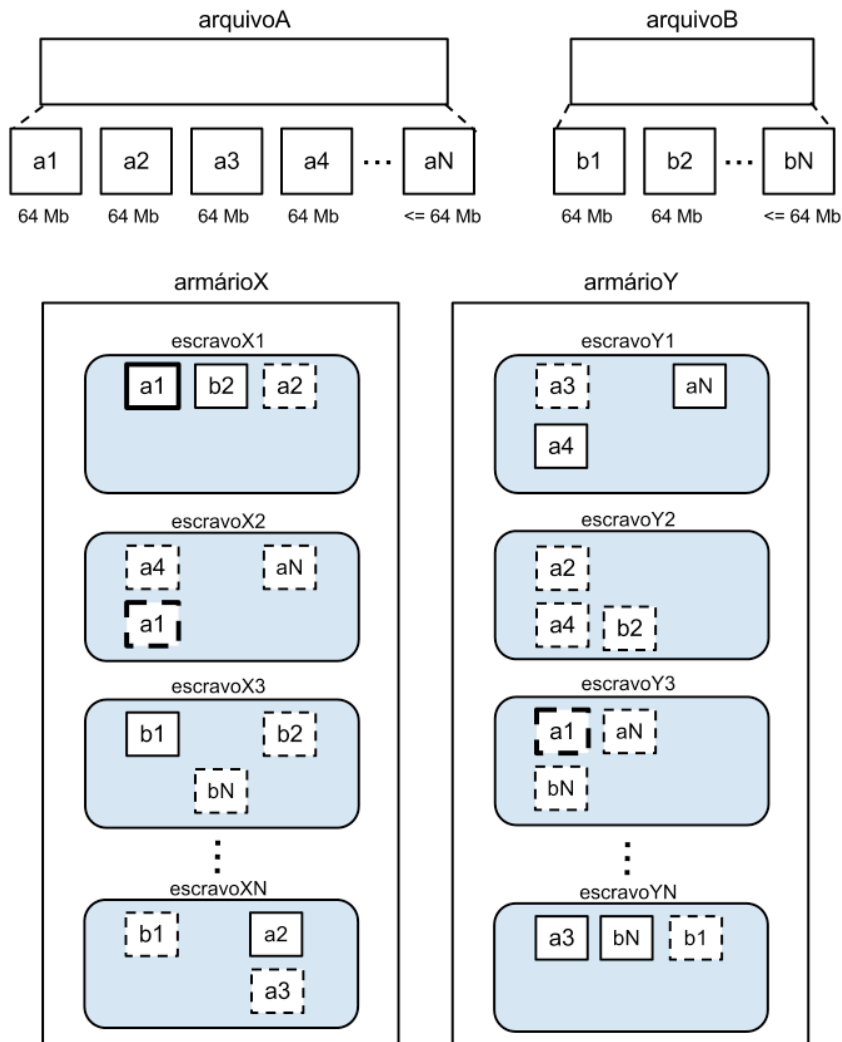 arquivoA
arquivoB
a1 a2 a3 a4 ... aN
b1 b2 ... bN
64 Mb 64 Mb 64 Mb 64 Mb <= 64 Mb
64 Mb 64 Mb <= 64 Mb
armárioX
escravoX1
a1 b2 a2
escravoX2
a4 aN
a1
escravoX3
b1 b2
bN
escravoXN
b1 a2
a3
armárioY
escravoY1
a3 aN
a4
escravoY2
a2
a4 b2
escravoY3
a1 aN
bN
escravoYN
a3 bN b1